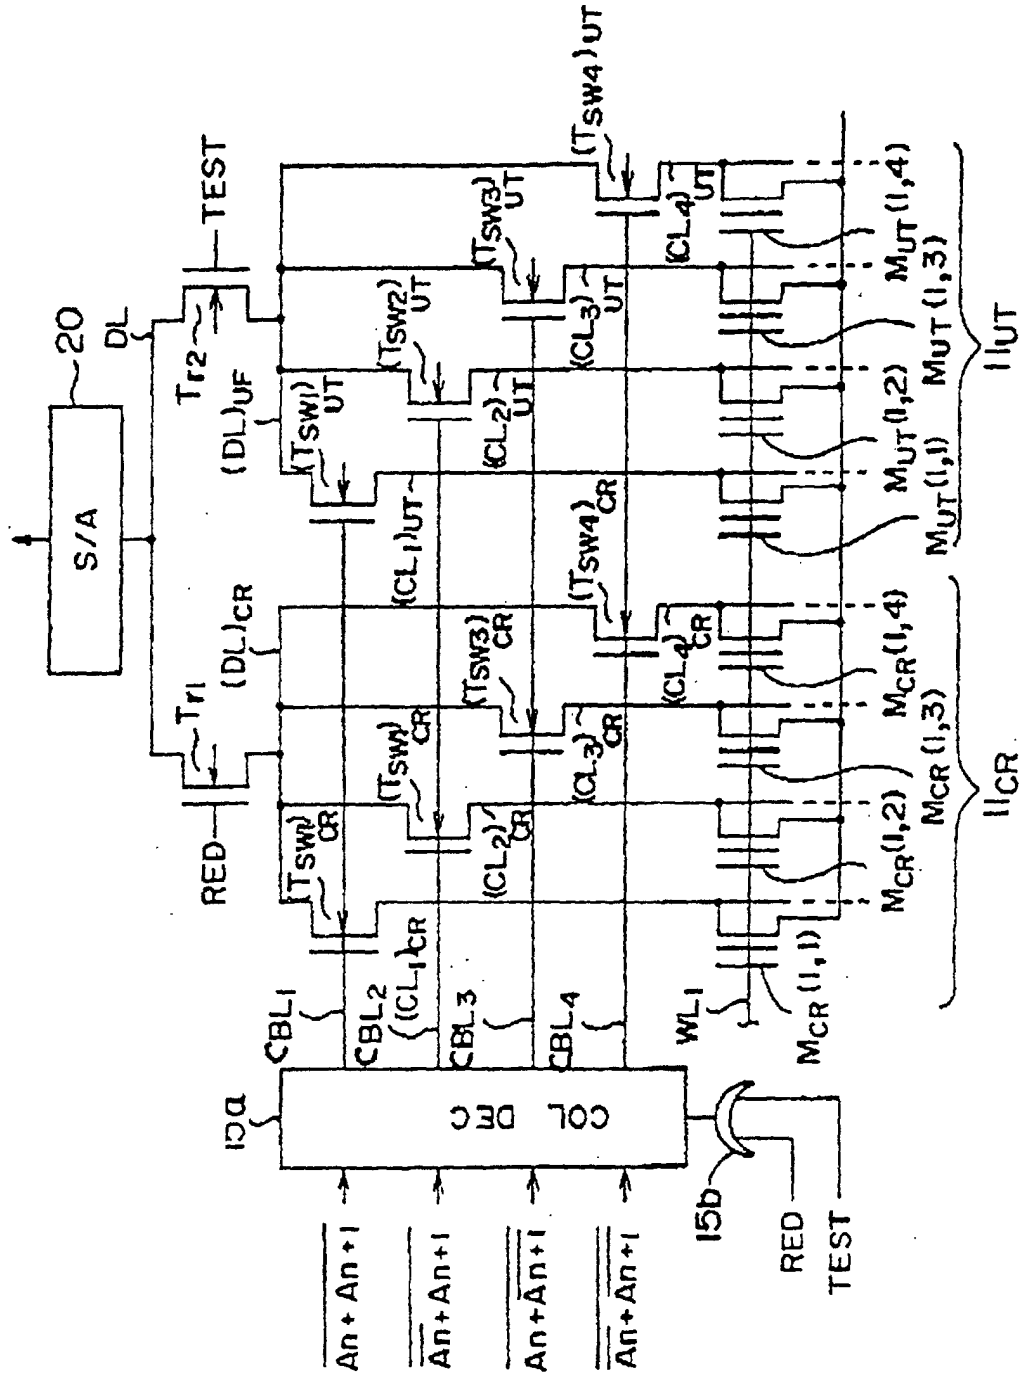 S/A
20
DL
RED
Tr1
Tr2
TEST
(DL)CR
(DL)UF
(TSW1)CR
(TSW1)CR
(TSW3)CR
(TSW4)CR
(TSW1)UT
(TSW2)UT
(TSW3)UT
(TSW4)UT
15a
COL DEC
CBL1
CBL2
CBL3
CBL4
(CL1)CR
(CL2)CR
(CL3)CR
(CL4)CR
(CL1)UT
(CL2)UT
(CL3)UT
(CL4)UT
An+An+1
An+An+1
An+An+1
An+An+1
15b
RED
TEST
WL1
MCR(1,1)
MCR(1,2)
MCR(1,3)
MCR(1,4)
MUT(1,1)
MUT(1,2)
MUT(1,3)
MUT(1,4)
11CR
11UT